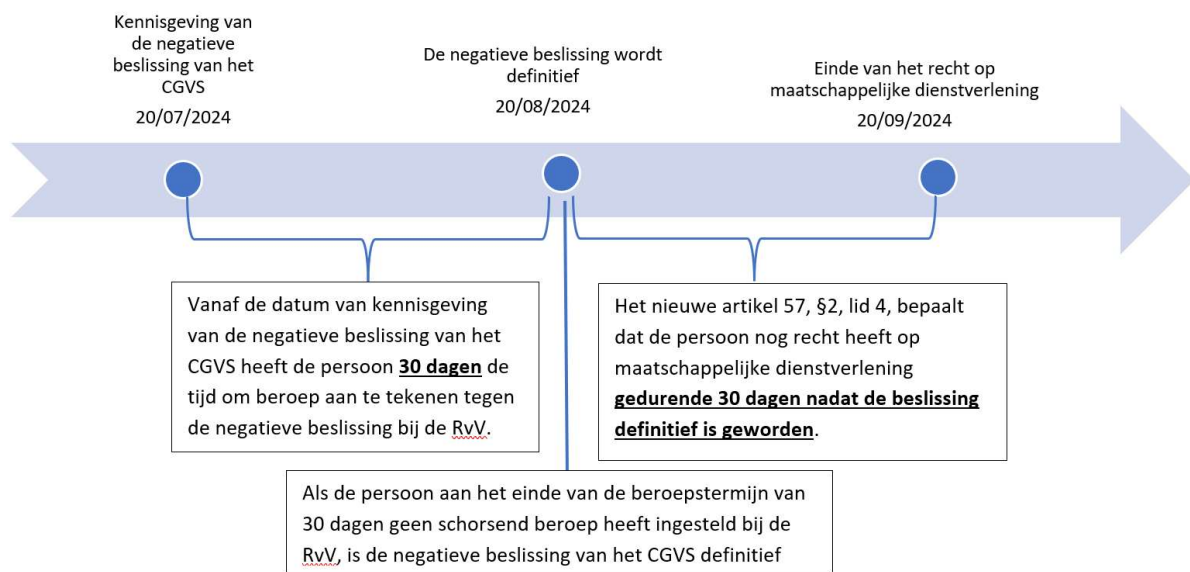 Kennisgeving van
de negatieve
beslissing van het
CGVS
20/07/2024
De negatieve beslissing wordt
definitief
20/08/2024
Einde van het recht op
maatschappelijke dienstverlening
20/09/2024
Vanaf de datum van kennisgeving
van de negatieve beslissing van het
CGVS heeft de persoon 30 dagen de
tijd om beroep aan te tekenen tegen
de negatieve beslissing bij de RvV.
Het nieuwe artikel 57, §2, lid 4, bepaalt
dat de persoon nog recht heeft op
maatschappelijke dienstverlening
gedurende 30 dagen nadat de beslissing
definitief is geworden.
Als de persoon aan het einde van de beroepstermijn van
30 dagen geen schorsend beroep heeft ingesteld bij de
RvV, is de negatieve beslissing van het CGVS definitief